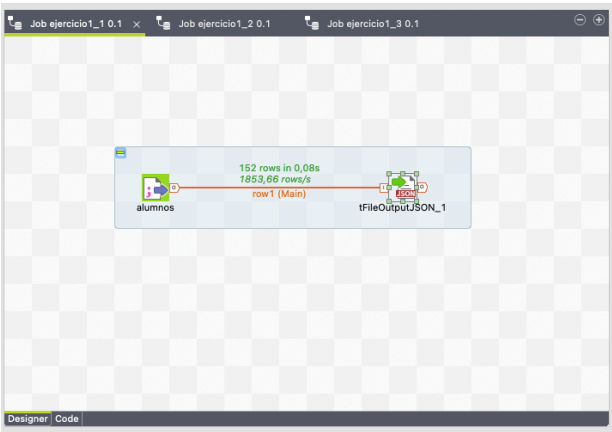 Job ejercicio1_1 0.1
Job ejercicio1_2 0.1
Job ejercicio1_3 0.1
152 rows in 0,08s
1853,66 rows/s
row1 (Main)
JSON
alumnos
tFileOutputJSON_1
Designer
Code